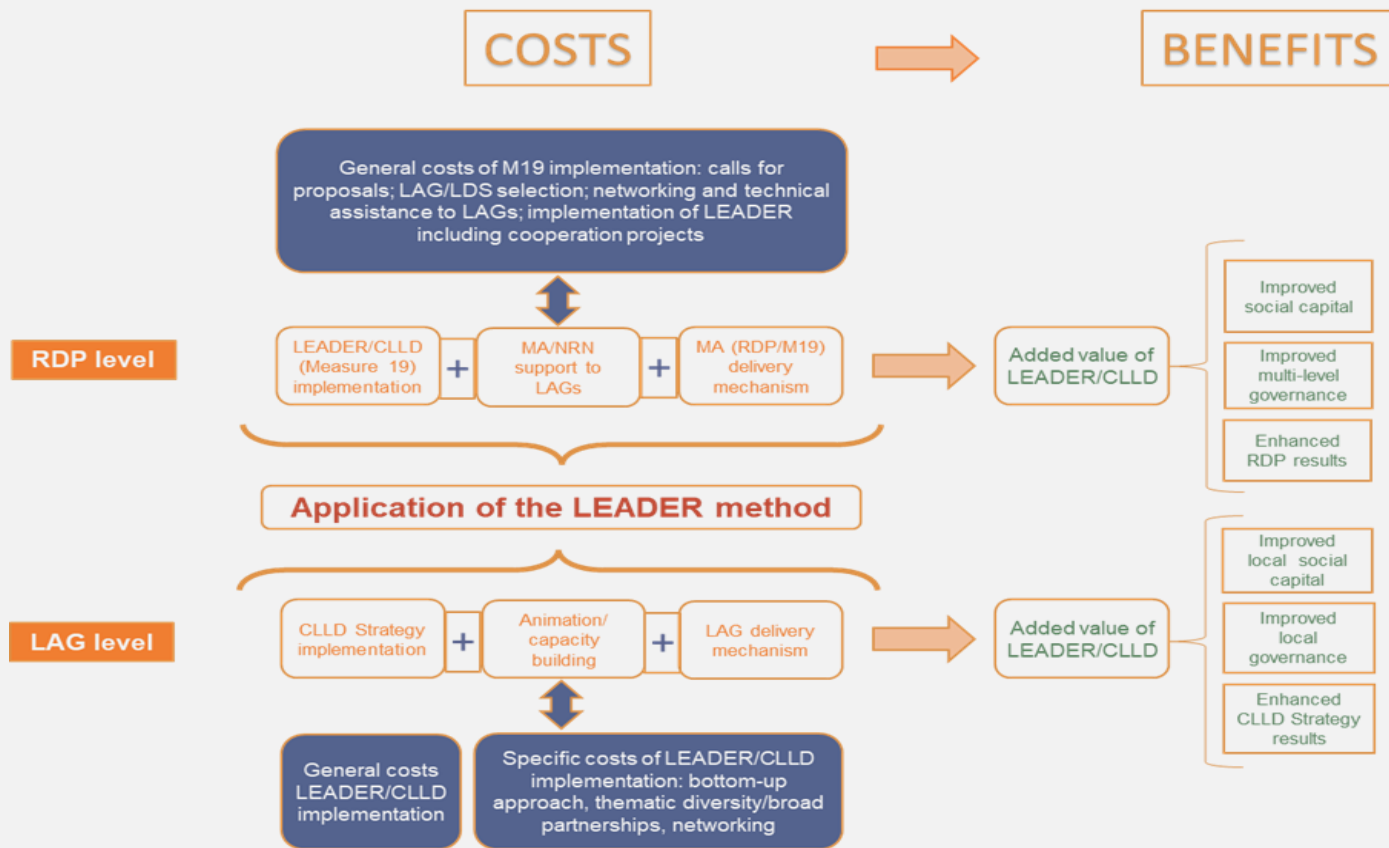 COSTS
BENEFITS
General costs of M19 implementation: calls for
proposals; LAG/LDS selection; networking and technical
assistance to LAGs; implementation of LEADER
including cooperation projects
RDP level
LEADER/CLLD
(Measure 19)
implementation
+
MA/NRN
support to
LAGs
+
MA (RDP/M19)
delivery
mechanism
Added value of
LEADER/CLLD
Improved
social capital
Improved
multi-level
governance
Enhanced
RDP results
Application of the LEADER method
LAG level
CLLD Strategy
implementation
+
Animation/
capacity
building
+
LAG delivery
mechanism
Added value of
LEADER/CLLD
Improved
local social
capital
Improved
local
governance
Enhanced
CLLD Strategy
results
General costs
LEADER/CLLD
implementation
Specific costs of LEADER/CLLD
implementation: bottom-up
approach, thematic diversity/broad
partnerships, networking